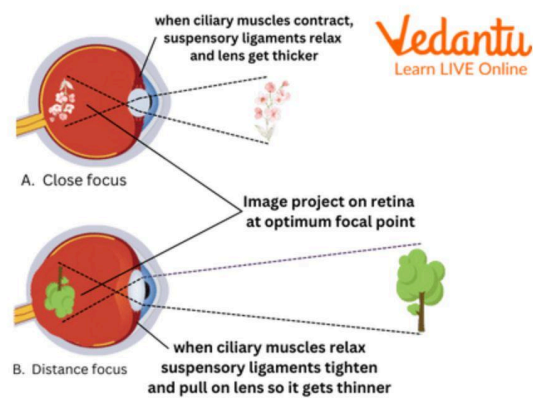 when ciliary muscles contract,
suspensory ligaments relax
and lens get thicker
Vedantu
Learn LIVE Online
A. Close focus
Image project on retina
at optimum focal point
B. Distance focus
when ciliary muscles relax
suspensory ligaments tighten
and pull on lens so it gets thinner